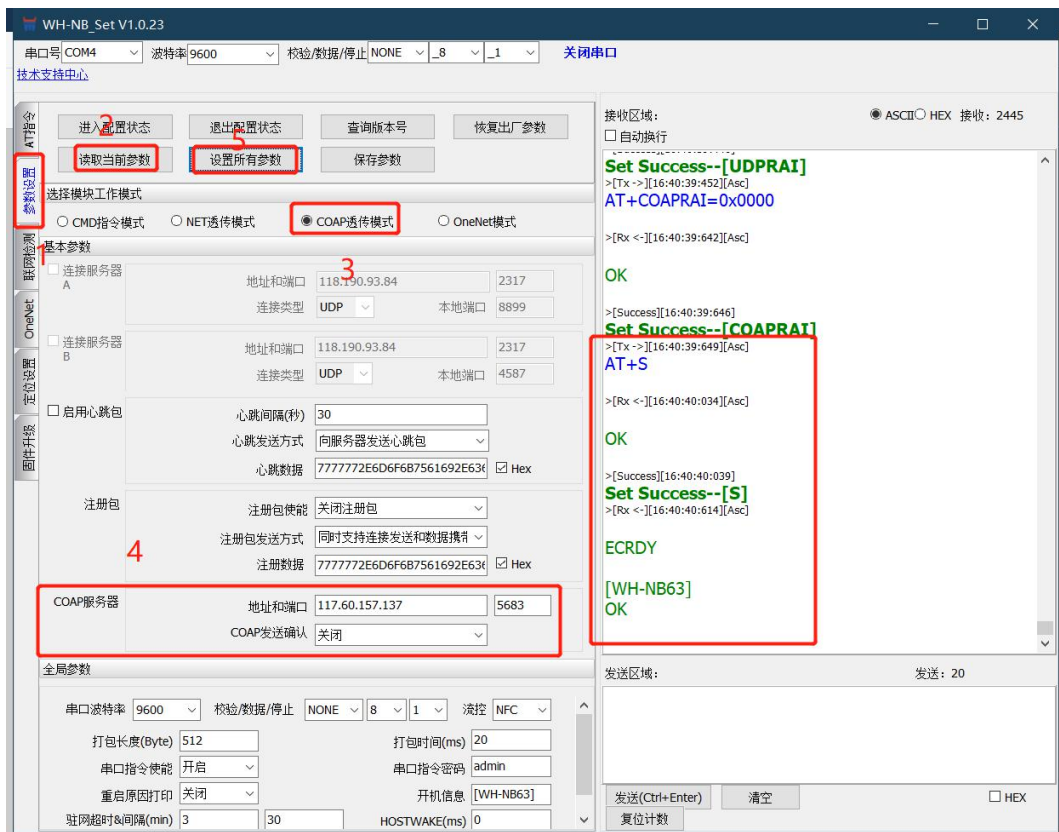 WH-NB_Set V1.0.23
串口号 COM4 波特率 9600 校验/数据/停止 NONE _8 _1 关闭串口
技术支持中心
AT指令
参数设置
联网检测
OneNet
定位设置
固件升级
1
2
5
3
4
进入配置状态 退出配置状态 查询版本号 恢复出厂参数
读取当前参数 设置所有参数 保存参数
选择模块工作模式
CMD指令模式 NET透传模式 COAP透传模式 OneNet模式
基本参数
连接服务器
A
地址和端口 118.190.93.84 2317
连接类型 UDP 本地端口 8899
连接服务器
B
地址和端口 118.190.93.84 2317
连接类型 UDP 本地端口 4587
启用心跳包
心跳间隔(秒) 30
心跳发送方式 向服务器发送心跳包
心跳数据 7777772E6D6F6B7561692E636 Hex
注册包
注册包使能 关闭注册包
注册包发送方式 同时支持连接发送和数据携带
注册数据 7777772E6D6F6B7561692E636 Hex
COAP服务器
地址和端口 117.60.157.137 5683
COAP发送确认 关闭
全局参数
串口波特率 9600 校验/数据/停止 NONE 8 1 流控 NFC
打包长度(Byte) 512 打包时间(ms) 20
串口指令使能 开启 串口指令密码 admin
重启原因打印 关闭 开机信息 [WH-NB63]
驻网超时&间隔(min) 3 30 HOSTWAKE(ms) 0
接收区域: ASCII HEX 接收: 2445
自动换行
Set Success--[UDPRAI]
>[Tx ->][16:40:39:452][Asc]
AT+COAPRAI=0x0000
>[Rx <-][16:40:39:642][Asc]
OK
>[Success][16:40:39:646]
Set Success--[COAPRAI]
>[Tx ->][16:40:39:649][Asc]
AT+S
>[Rx <-][16:40:40:034][Asc]
OK
>[Success][16:40:40:039]
Set Success--[S]
>[Rx <-][16:40:40:614][Asc]
ECRDY
[WH-NB63]
OK
发送区域: 发送: 20
发送(Ctrl+Enter) 清空 HEX
复位计数